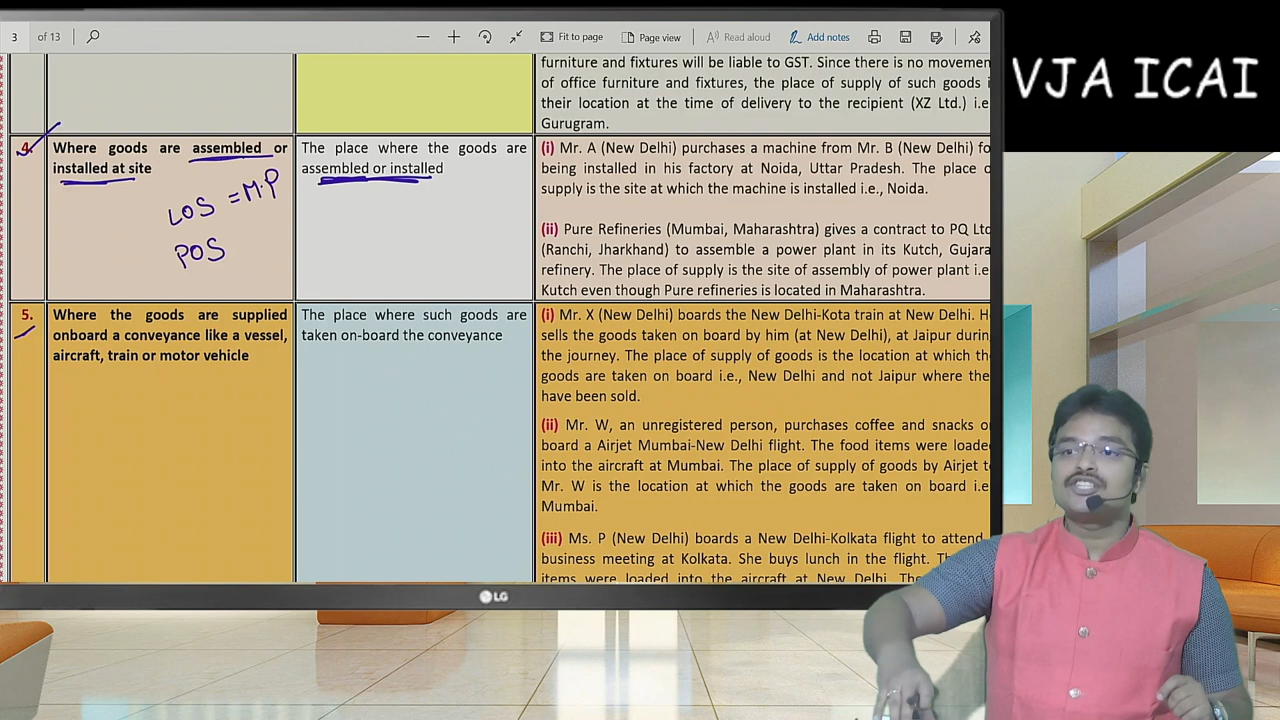 VJA ICAI
3 of 13
Fit to page
Page view
Read aloud
Add notes
furniture and fixtures will be liable to GST. Since there is no movemen
of office furniture and fixtures, the place of supply of such goods i
their location at the time of delivery to the recipient (XZ Ltd.) i.e
Gurugram.
4.
Where goods are assembled or
installed at site
LOS = M.P
POS
The place where the goods are
assembled or installed
(i) Mr. A (New Delhi) purchases a machine from Mr. B (New Delhi) fo
being installed in his factory at Noida, Uttar Pradesh. The place o
supply is the site at which the machine is installed i.e., Noida.
(ii) Pure Refineries (Mumbai, Maharashtra) gives a contract to PQ Ltd
(Ranchi, Jharkhand) to assemble a power plant in its Kutch, Gujara
refinery. The place of supply is the site of assembly of power plant i.e
Kutch even though Pure refineries is located in Maharashtra.
5.
Where the goods are supplied
onboard a conveyance like a vessel,
aircraft, train or motor vehicle
The place where such goods are
taken on-board the conveyance
(i) Mr. X (New Delhi) boards the New Delhi-Kota train at New Delhi. H
sells the goods taken on board by him (at New Delhi), at Jaipur durin
the journey. The place of supply of goods is the location at which the
goods are taken on board i.e., New Delhi and not Jaipur where the
have been sold.
(ii) Mr. W, an unregistered person, purchases coffee and snacks o
board a Airjet Mumbai-New Delhi flight. The food items were loade
into the aircraft at Mumbai. The place of supply of goods by Airjet t
Mr. W is the location at which the goods are taken on board i.e
Mumbai.
(iii) Ms. P (New Delhi) boards a New Delhi-Kolkata flight to attend
business meeting at Kolkata. She buys lunch in the flight. Th
items were loaded into the aircraft at New Delhi. The
LG